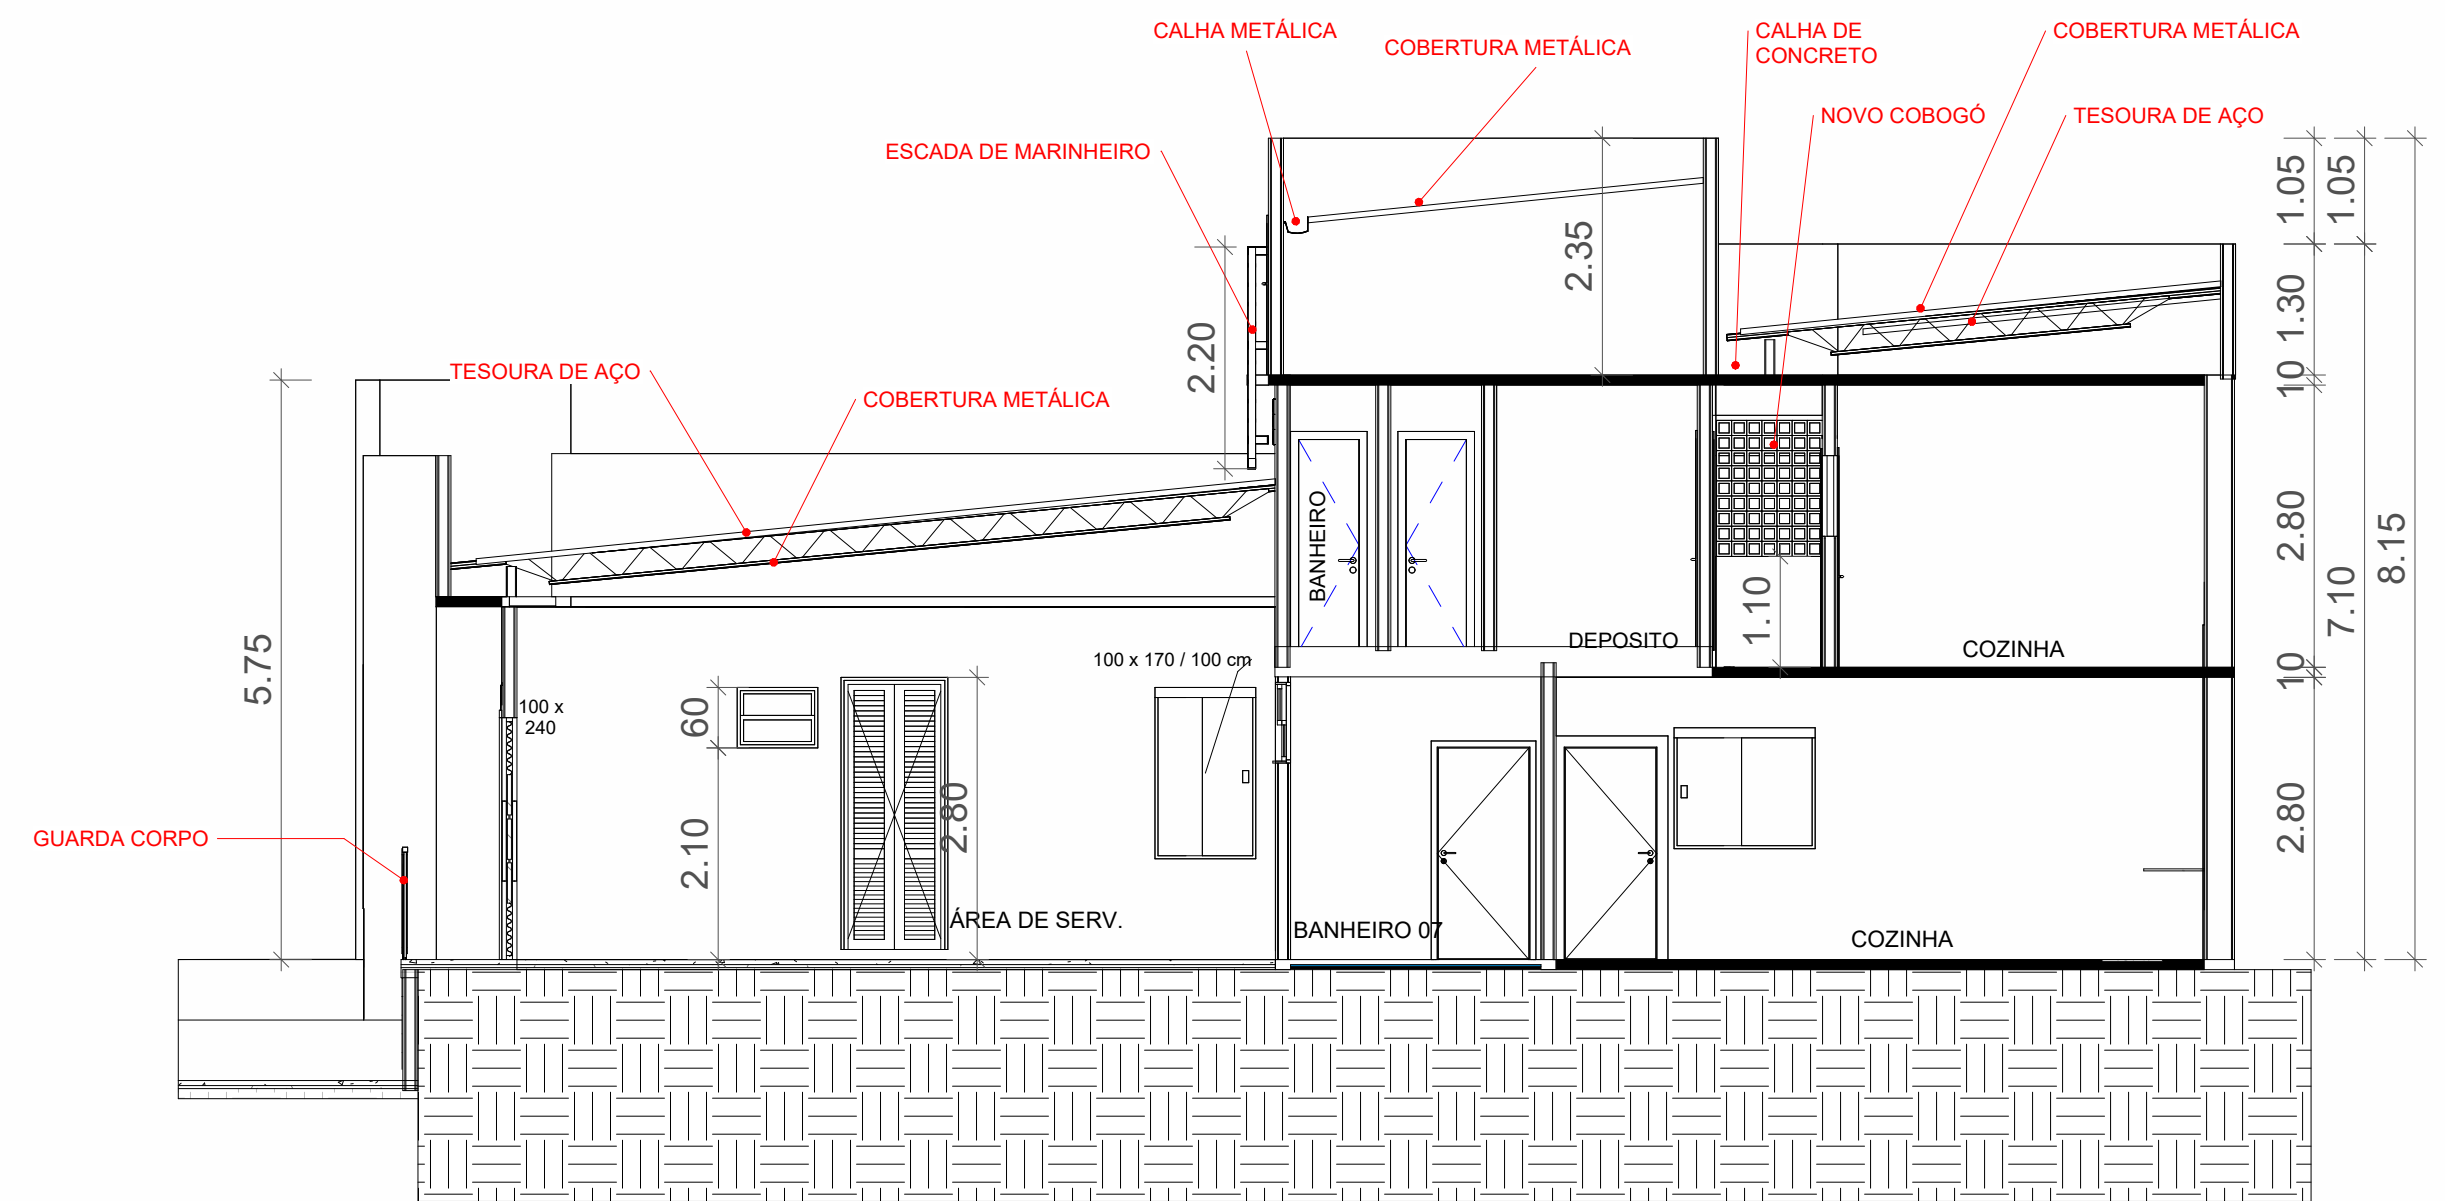 CALHA METÁLICA
COBERTURA METÁLICA
CALHA DE
CONCRETO
COBERTURA METÁLICA
NOVO COBOGÓ
TESOURA DE AÇO
ESCADA DE MARINHEIRO
1.05
1.05
2.35
1.30
2.20
10
TESOURA DE AÇO
COBERTURA METÁLICA
BANHEIRO
2.80
8.15
7.10
1.10
5.75
DEPOSITO
COZINHA
100 x 170 / 100 cm
10
60
100 x
240
2.10
2.80
2.80
GUARDA CORPO
ÁREA DE SERV.
BANHEIRO 07
COZINHA